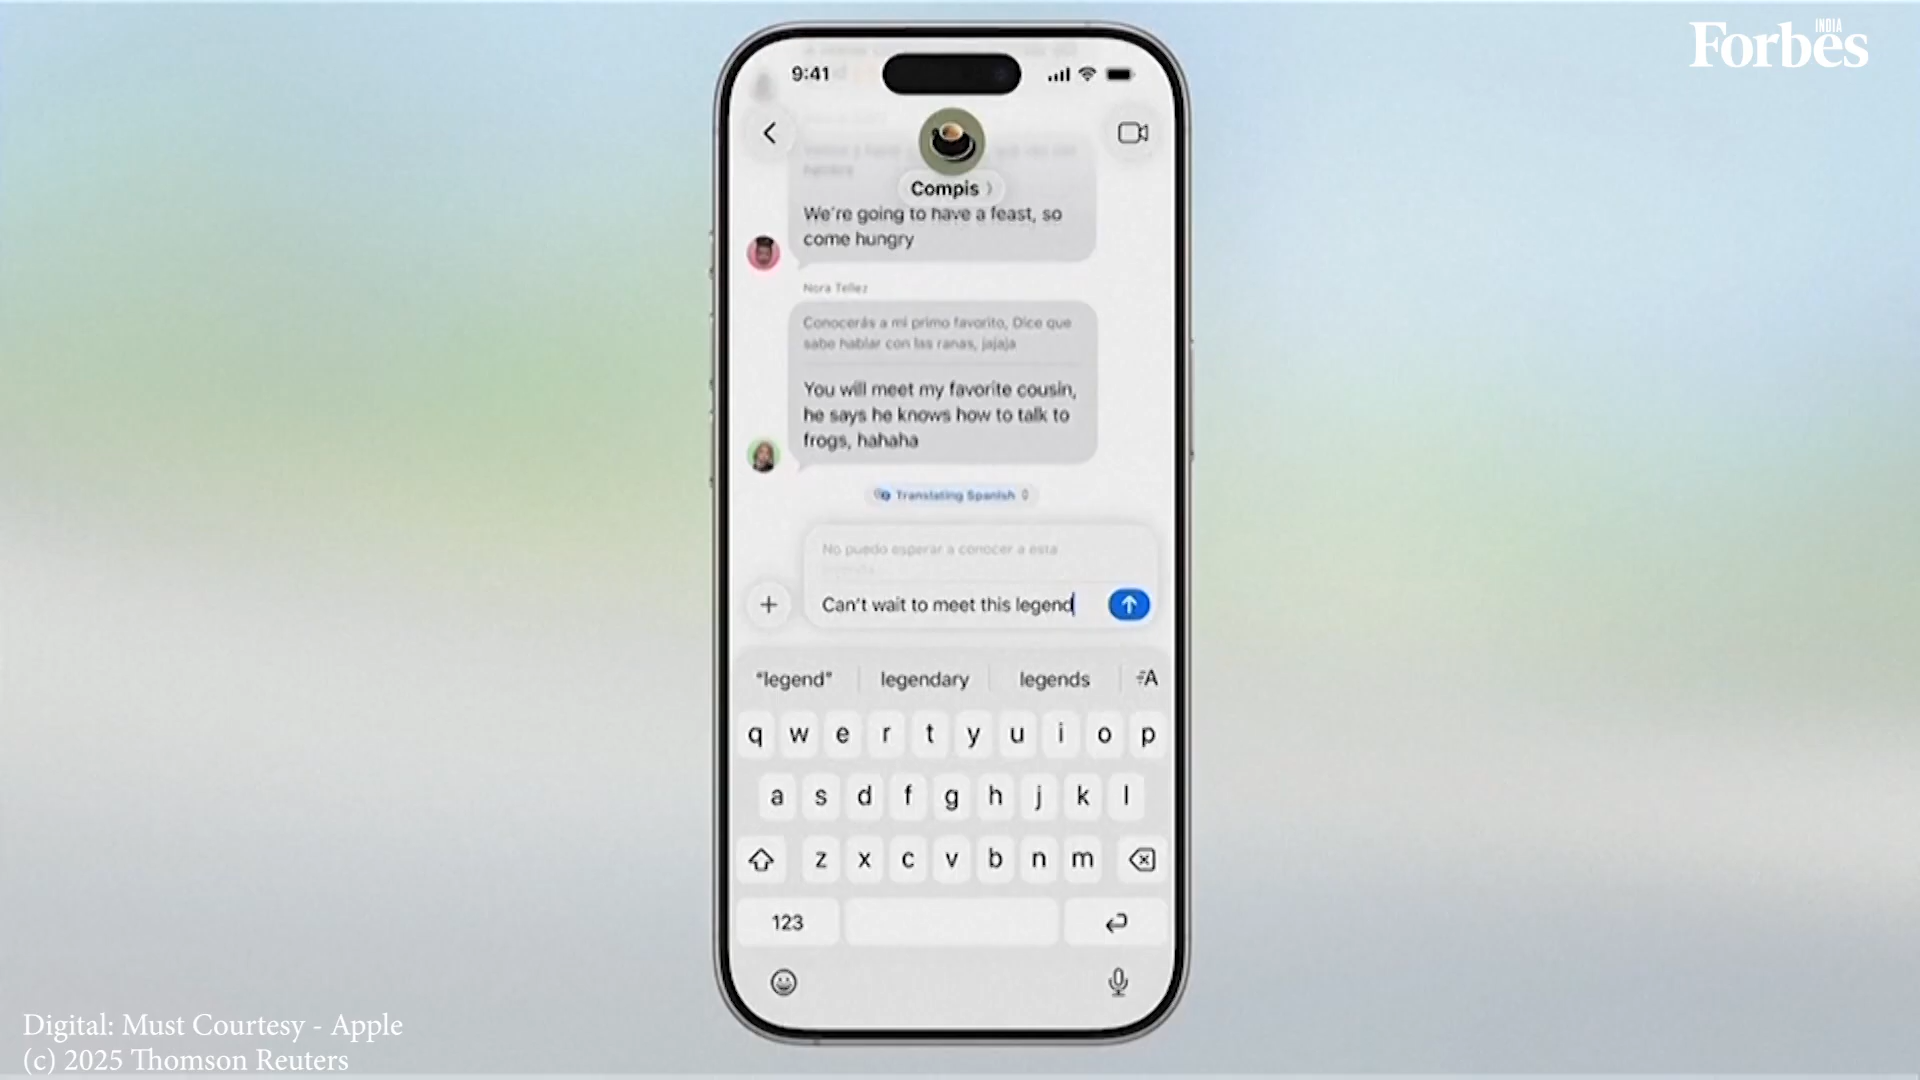 Forbes
INDIA
9:41
Compis
We're going to have a feast, so
come hungry
Nora Tellez
Conocerás a mi primo favorito, Dice que
sabe hablar con las ranas, jajaja
You will meet my favorite cousin,
he says he knows how to talk to
frogs, hahaha
Translating Spanish
No puedo esperar a conocer a esta
Can't wait to meet this legend
"legend" legendary legends
A
q w e r t y u i o p
a s d f g h j k l
z x c v b n m
123
Digital: Must Courtesy - Apple
(c) 2025 Thomson Reuters